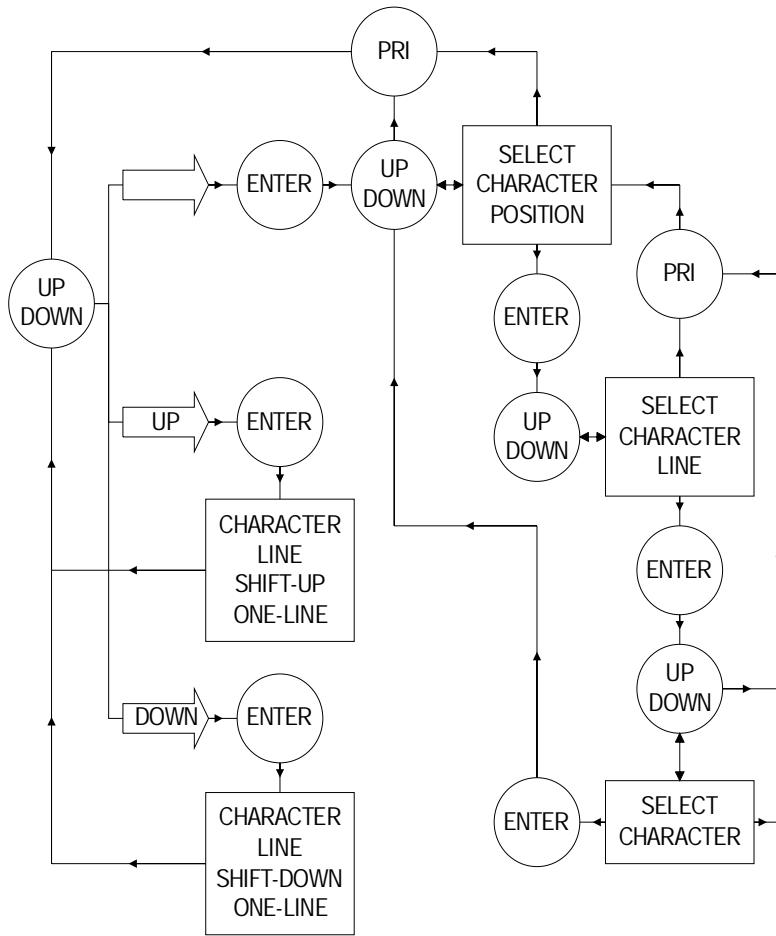 PRI
ENTER
UP
DOWN
SELECT
CHARACTER
POSITION
UP
DOWN
PRI
ENTER
UP
ENTER
UP
DOWN
SELECT
CHARACTER
LINE
CHARACTER
LINE
SHIFT-UP
ONE-LINE
ENTER
UP
DOWN
DOWN
ENTER
CHARACTER
LINE
SHIFT-DOWN
ONE-LINE
ENTER
SELECT
CHARACTER